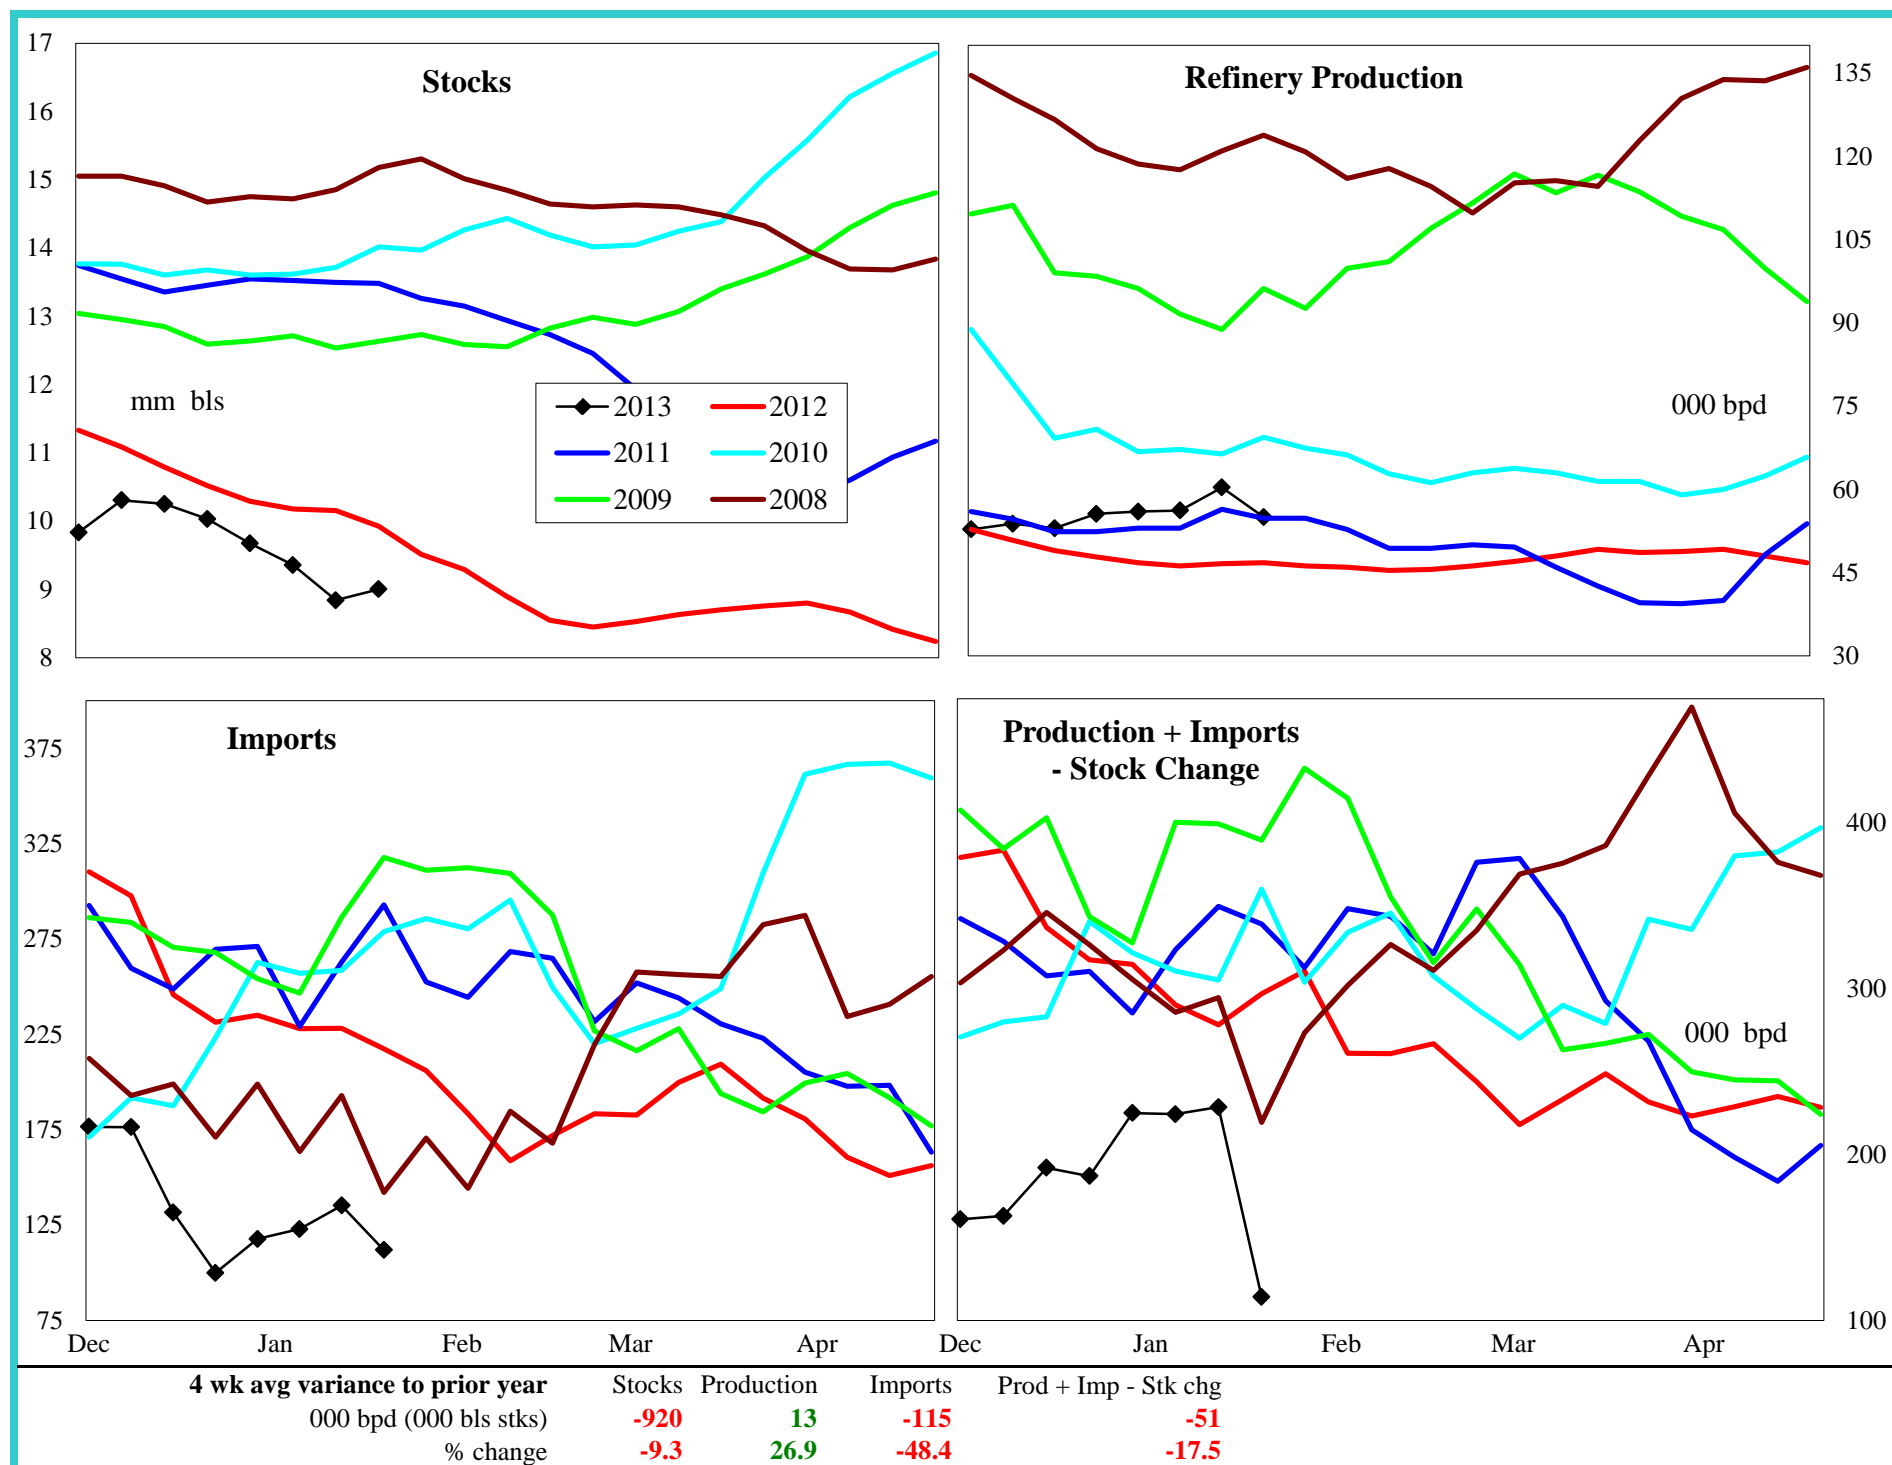 Stocks
17
16
15
14
13
12
11
10
9
8
mm bls
2013
2012
2011
2010
2009
2008
Refinery Production
135
120
105
90
75
60
45
30
000 bpd
Imports
375
325
275
225
175
125
75
Dec Jan Feb Mar Apr
Production + Imports
- Stock Change
400
300
200
100
000 bpd
Dec Jan Feb Mar Apr
4 wk avg variance to prior year Stocks Production Imports Prod + Imp - Stk chg
000 bpd (000 bls stks) -920 13 -115 -51
% change -9.3 26.9 -48.4 -17.5